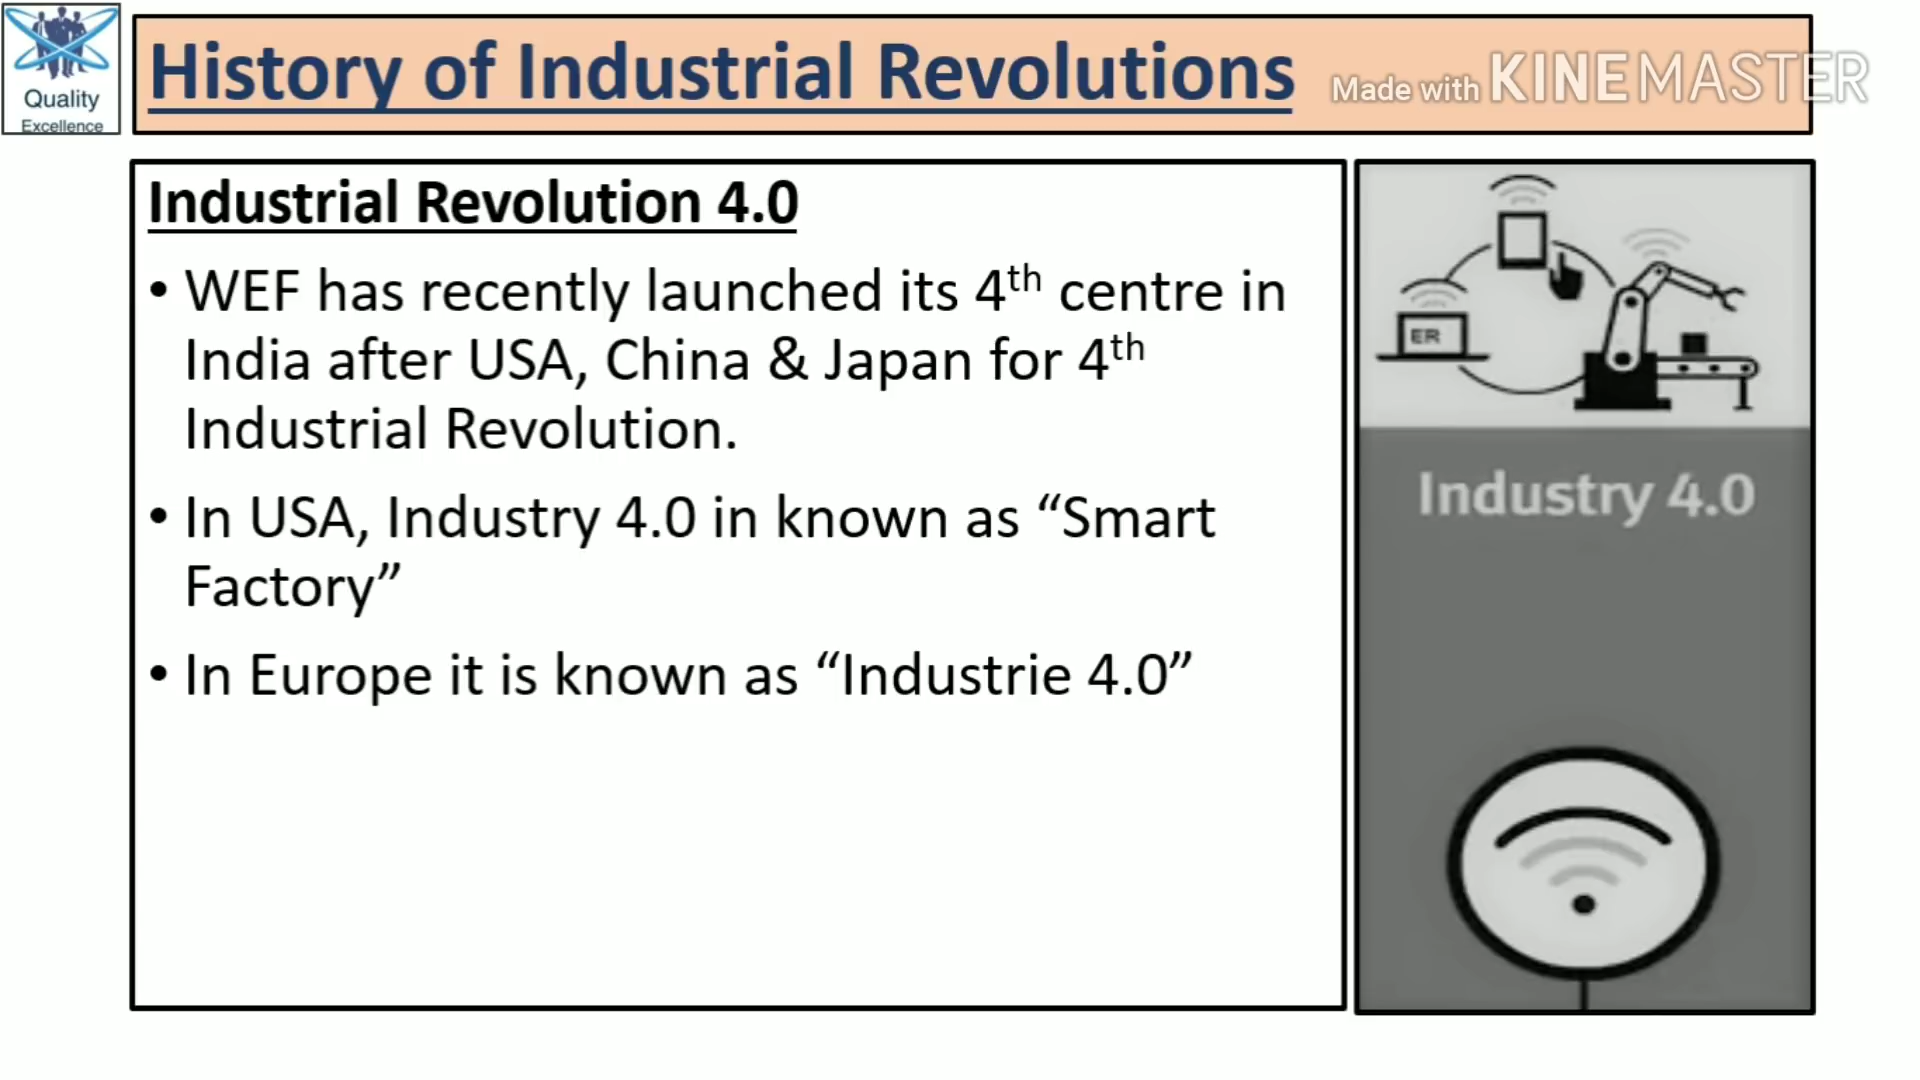 Quality
Excellence
History of Industrial Revolutions
Made with KINEMASTER
Industrial Revolution 4.0
• WEF has recently launched its 4th centre in
India after USA, China & Japan for 4th
Industrial Revolution.
• In USA, Industry 4.0 in known as “Smart
Factory”
• In Europe it is known as “Industrie 4.0”
ER
Industry 4.0